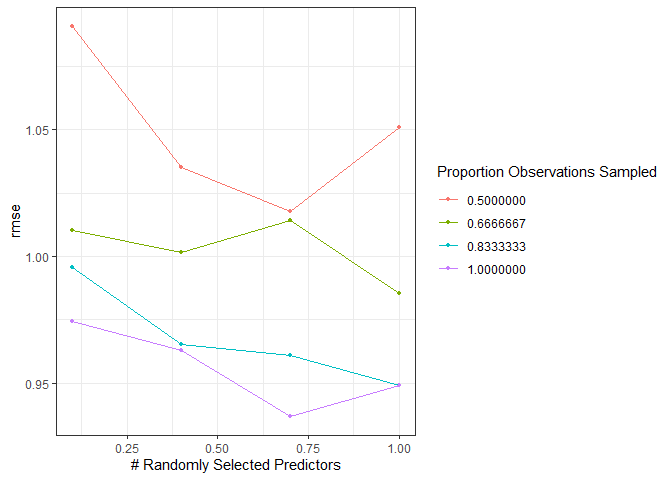 1.05
1.00
0.95
rmse
0.25 0.50 0.75 1.00
# Randomly Selected Predictors
Proportion Observations Sampled
0.5000000
0.6666667
0.8333333
1.0000000